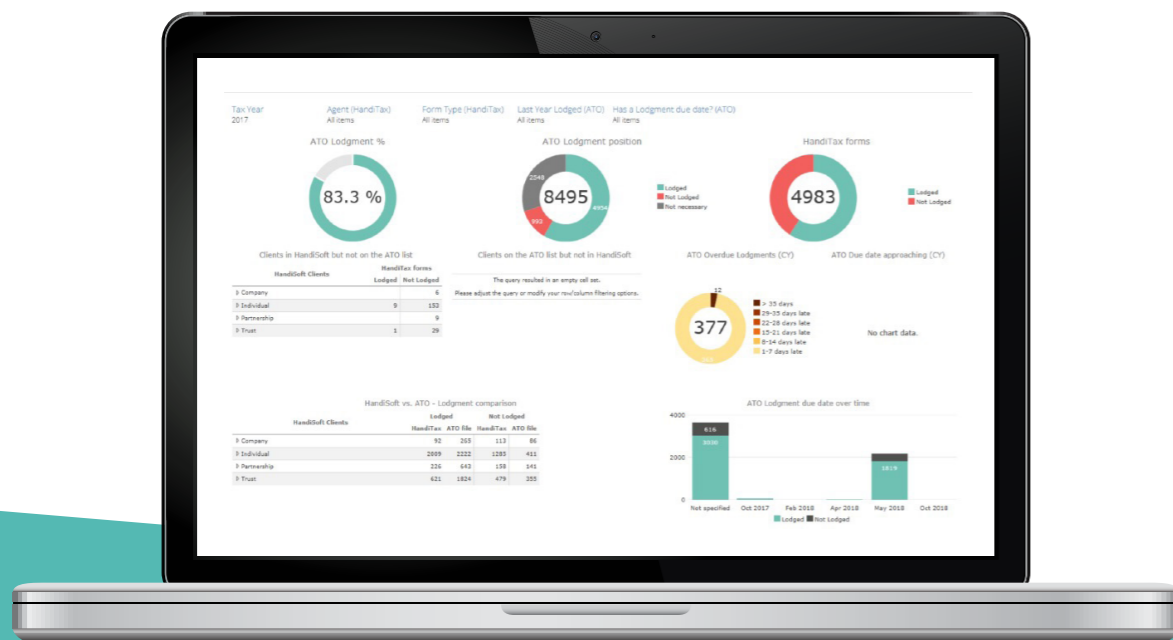 Tax Year Agent (HandiTax) Form Type (HandiTax) Last Year Lodged (ATO) Has a Lodgment due date? (ATO)
2017 All items All items All items All items
ATO Lodgment %
83.3 %
ATO Lodgment position
2548
8495
4954
993
Lodged
Not Lodged
Not necessary
HandiTax forms
4983
Lodged
Not Lodged
Clients in HandiSoft but not on the ATO list
HandiSoft Clients HandiTax forms
Lodged Not Lodged
Company 6
Individual 9 153
Partnership 9
Trust 1 29
Clients on the ATO list but not in HandiSoft
The query resulted in an empty cell set.
Please adjust the query or modify your row/column filtering options.
ATO Overdue Lodgments (CY)
12
377
> 35 days
29-35 days late
22-28 days late
15-21 days late
8-14 days late
1-7 days late
ATO Due date approaching (CY)
No chart data.
HandiSoft vs. ATO - Lodgment comparison
HandiSoft Clients Lodged Not Lodged
HandiTax ATO file HandiTax ATO file
Company 92 265 113 86
Individual 2009 2222 1283 411
Partnership 226 643 158 141
Trust 621 1824 479 355
ATO Lodgment due date over time
4000
616
3030
2000
1819
0
Not specified Oct 2017 Feb 2018 Apr 2018 May 2018 Oct 2018
Lodged Not Lodged